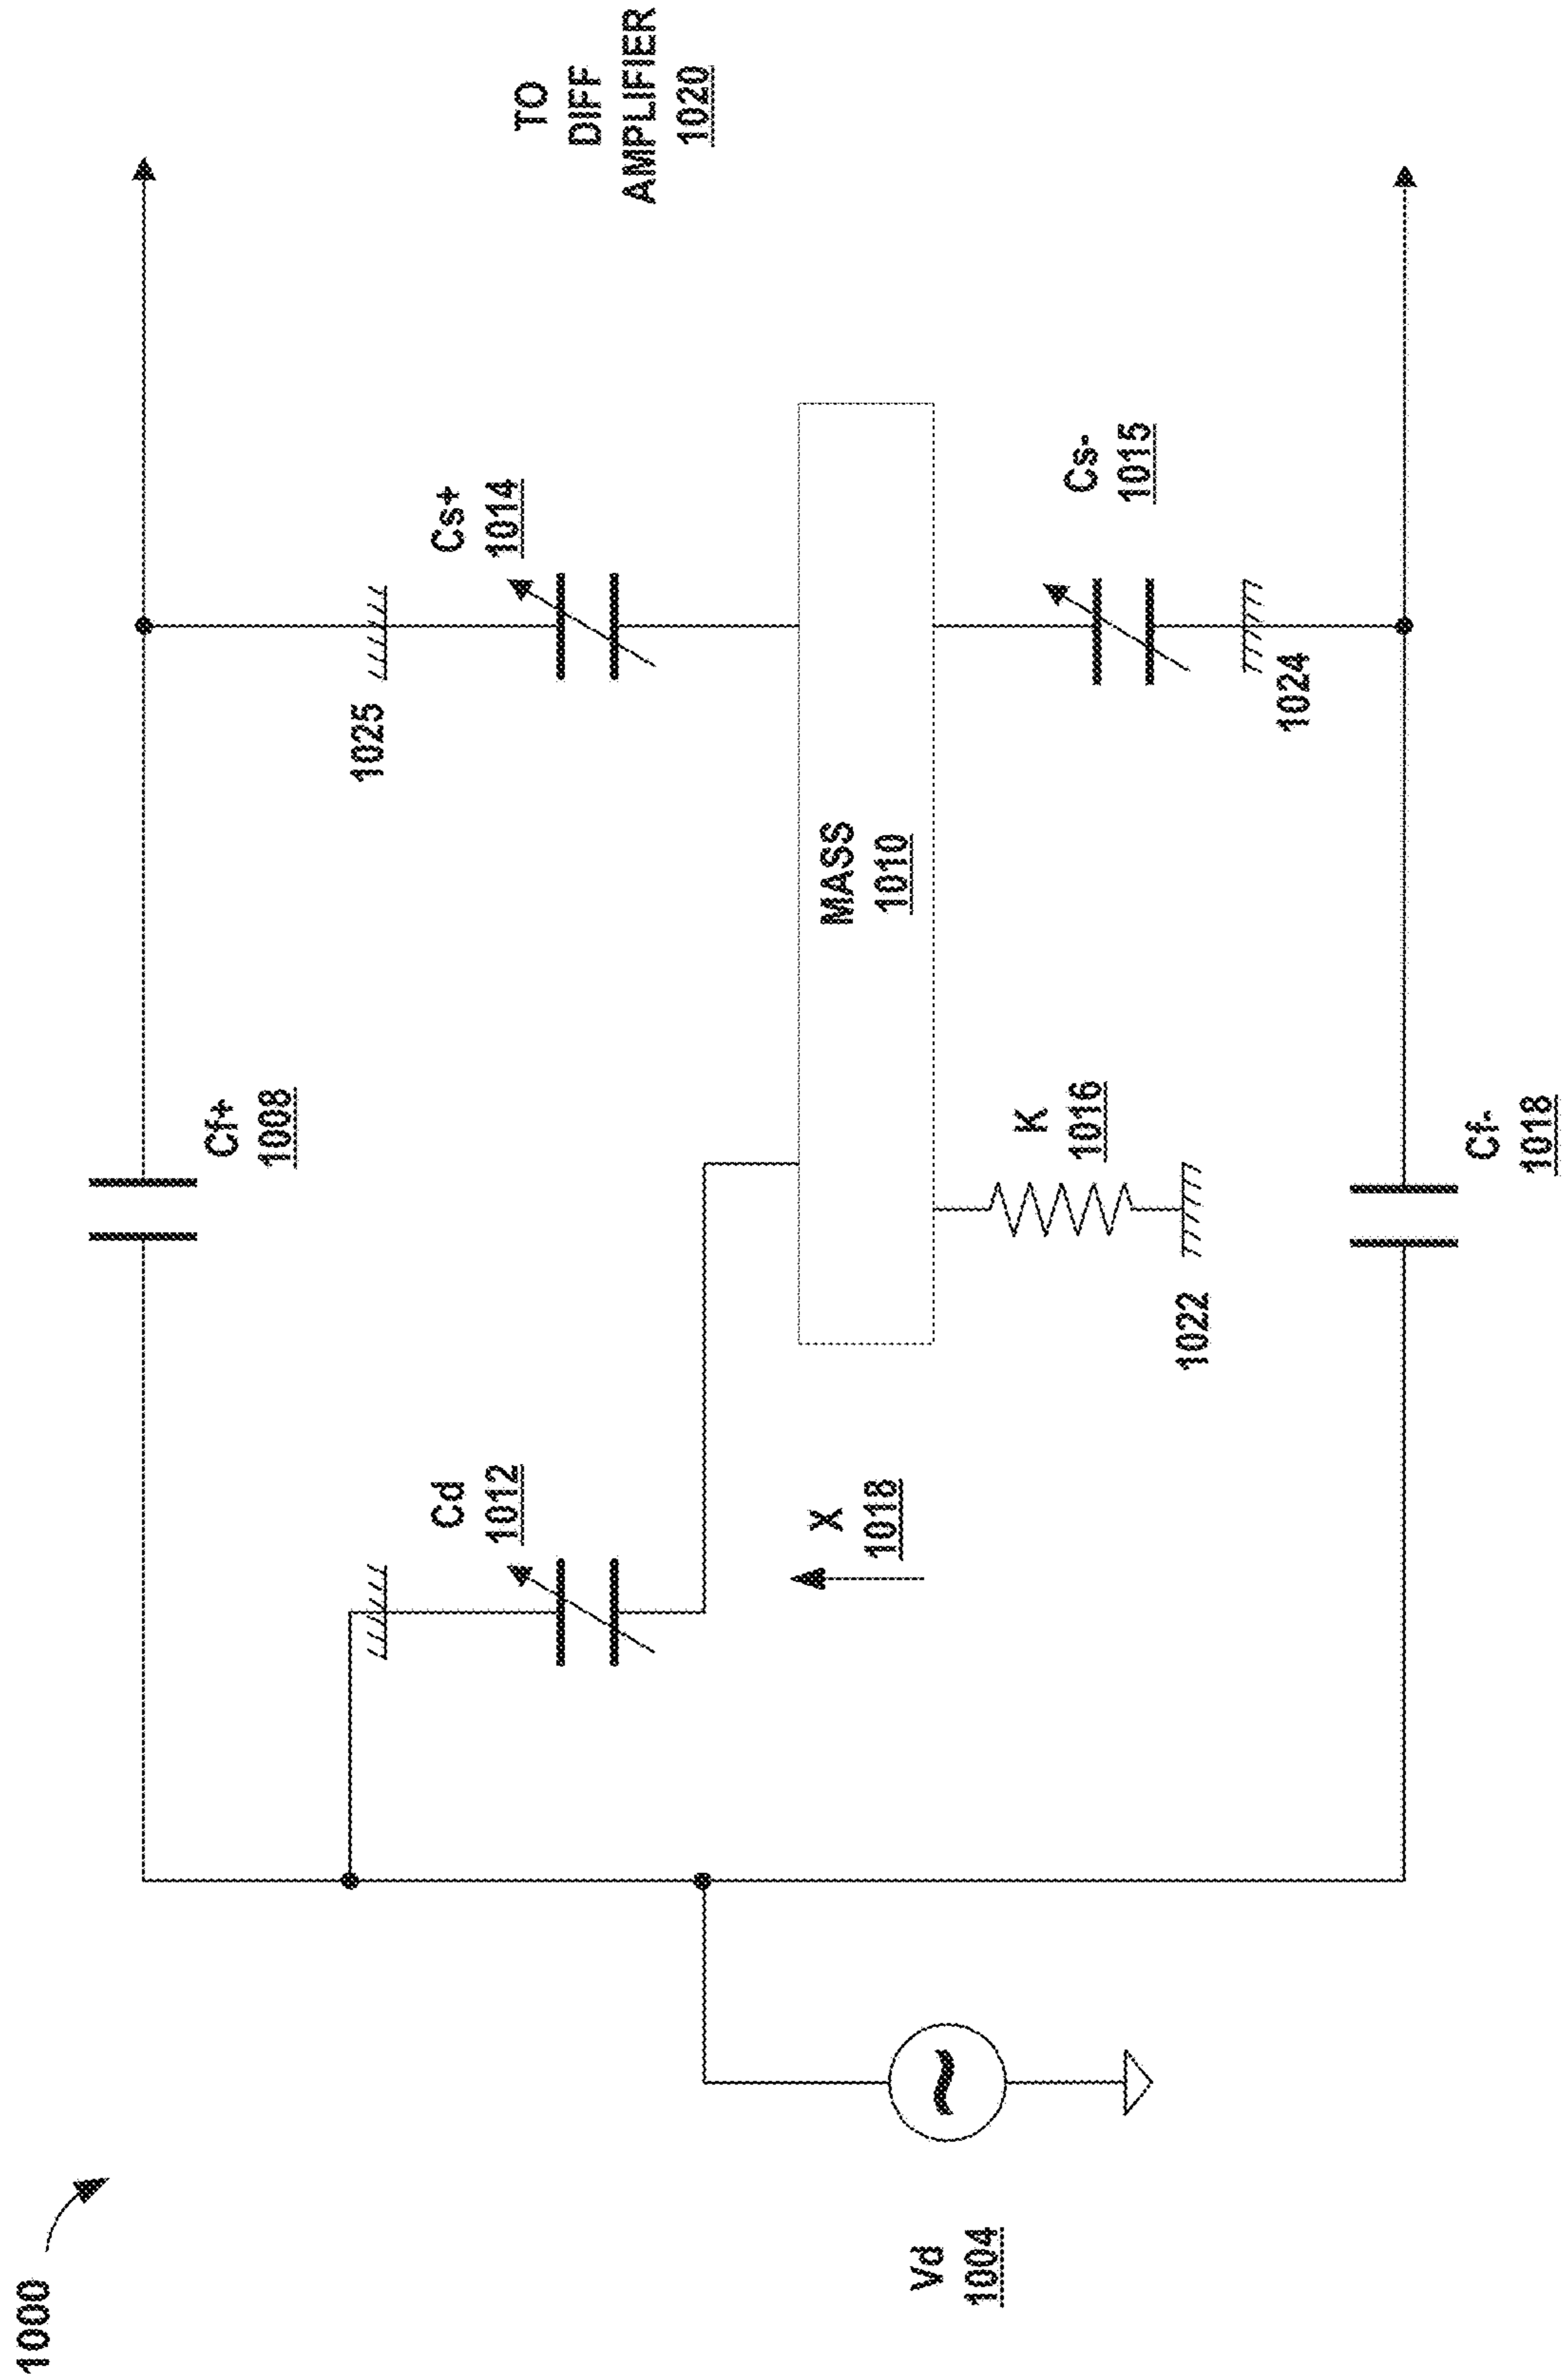 1000
Vd
1004
Cf+
1008
Cd
1012
Cs+
1014
1025
TO
DIFF
AMPLIFIER
1020
X
1018
MASS
1010
K
1016
1022
Cs-
1015
1024
Cf-
1018